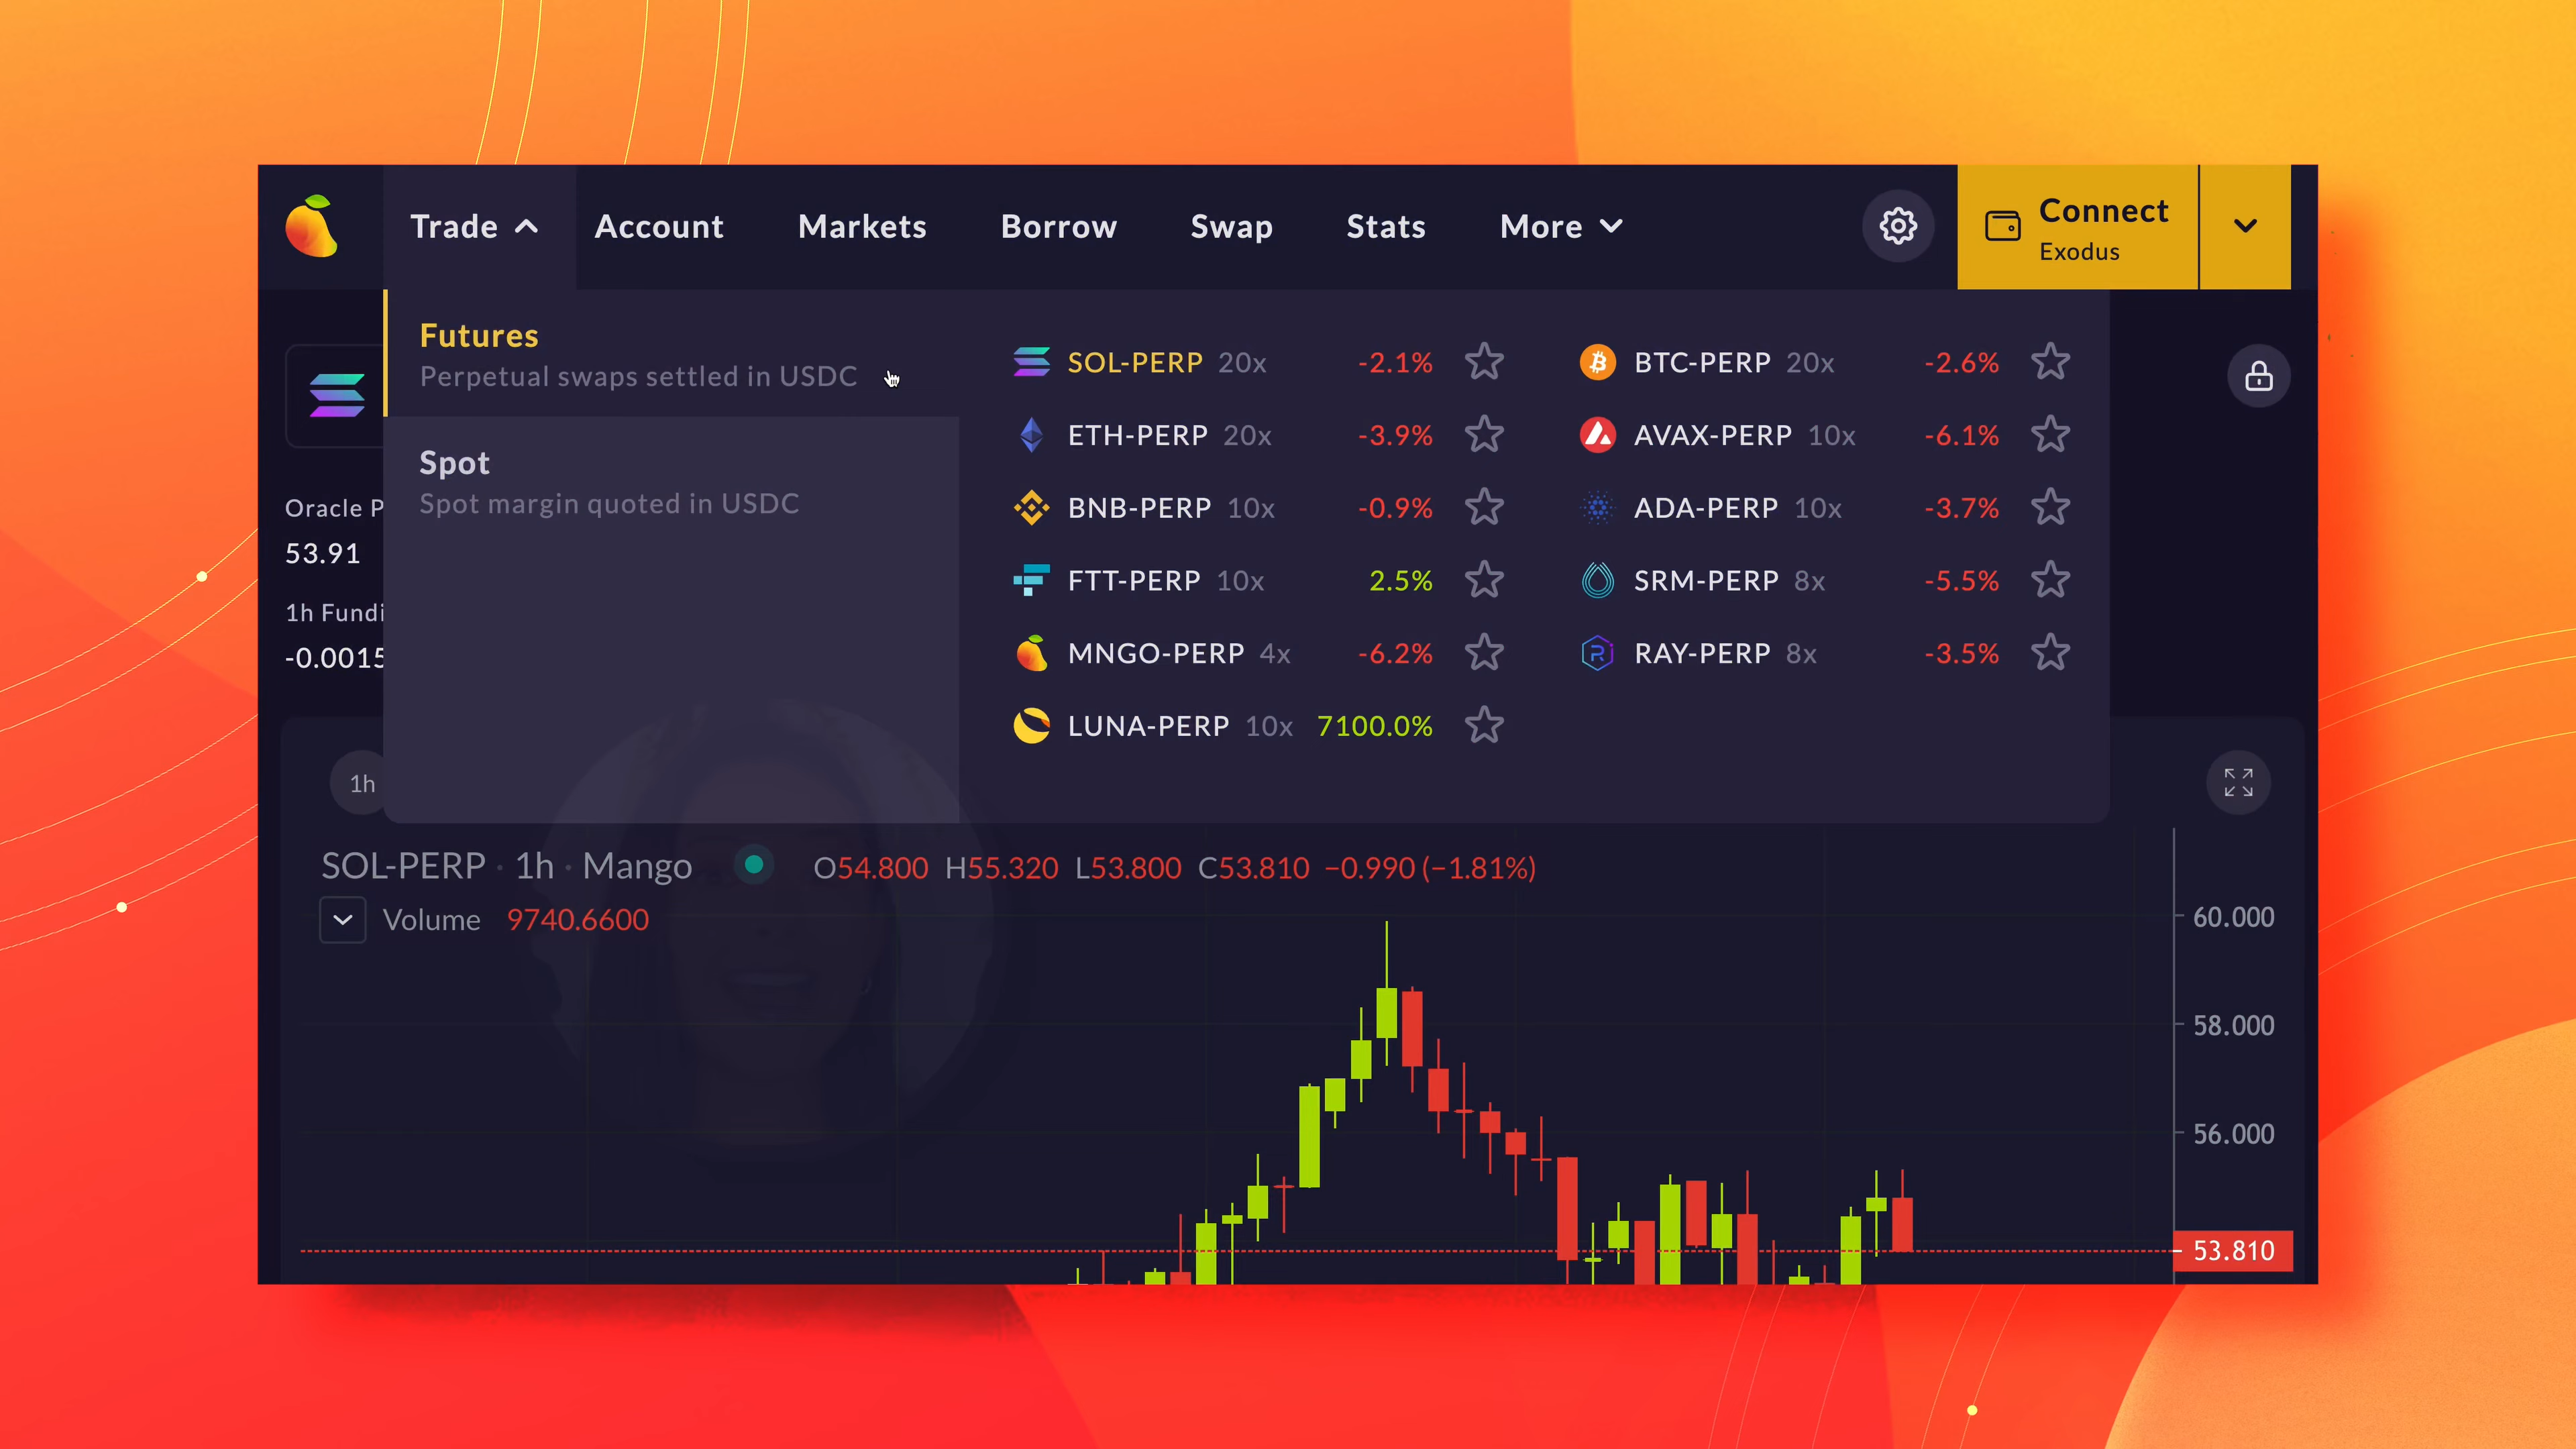 Trade Account Markets Borrow Swap Stats More
Connect
Exodus
Futures
Perpetual swaps settled in USDC
Spot
Spot margin quoted in USDC
SOL-PERP 20x -2.1%
BTC-PERP 20x -2.6%
ETH-PERP 20x -3.9%
AVAX-PERP 10x -6.1%
BNB-PERP 10x -0.9%
ADA-PERP 10x -3.7%
FTT-PERP 10x 2.5%
SRM-PERP 8x -5.5%
MNGO-PERP 4x -6.2%
RAY-PERP 8x -3.5%
LUNA-PERP 10x 7100.0%
Oracle P
53.91
1h Fundi
-0.0015
1h
SOL-PERP · 1h · Mango O54.800 H55.320 L53.800 C53.810 −0.990 (−1.81%)
Volume 9740.6600
60.000
58.000
56.000
53.810